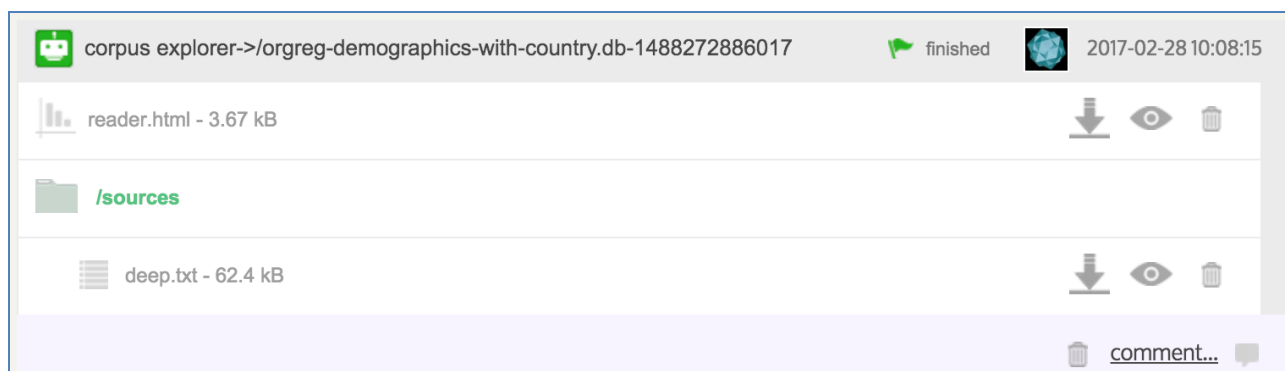 corpus explorer->/orgreg-demographics-with-country.db-1488272886017 finished 2017-02-28 10:08:15
reader.html - 3.67 kB
/sources
deep.txt - 62.4 kB
comment...